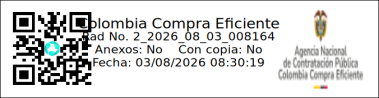 Colombia Compra Eficiente
Rad No. 2_2026_08_03_008164
Anexos: No Con copia: No
Fecha: 03/08/2026 08:30:19
Agencia Nacional
de Contratación Pública
Colombia Compra Eficiente